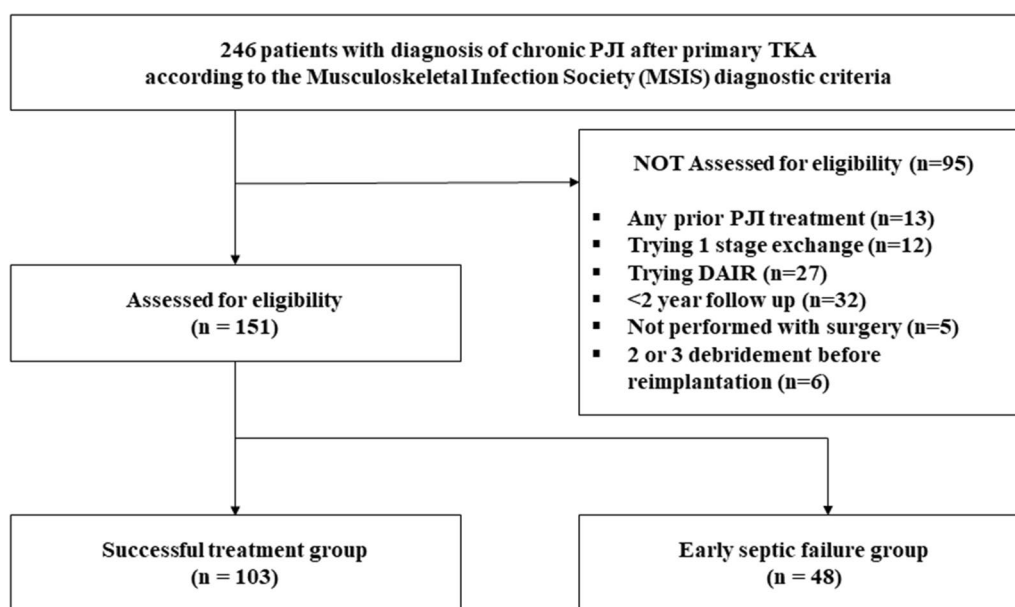 246 patients with diagnosis of chronic PJI after primary TKA
according to the Musculoskeletal Infection Society (MSIS) diagnostic criteria
NOT Assessed for eligibility (n=95)
▪ Any prior PJI treatment (n=13)
▪ Trying 1 stage exchange (n=12)
▪ Trying DAIR (n=27)
▪ <2 year follow up (n=32)
▪ Not performed with surgery (n=5)
▪ 2 or 3 debridement before
reimplantation (n=6)
Assessed for eligibility
(n = 151)
Successful treatment group
(n = 103)
Early septic failure group
(n = 48)